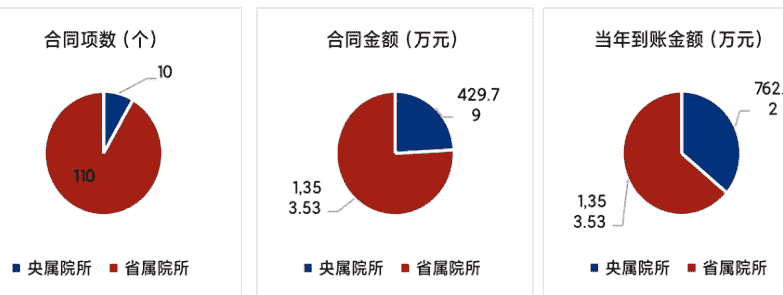 合同项数（个）
10
110
央属院所 省属院所
合同金额（万元）
429.7
9
1,35
3.53
央属院所 省属院所
当年到账金额（万元）
762.
2
1,35
3.53
央属院所 省属院所